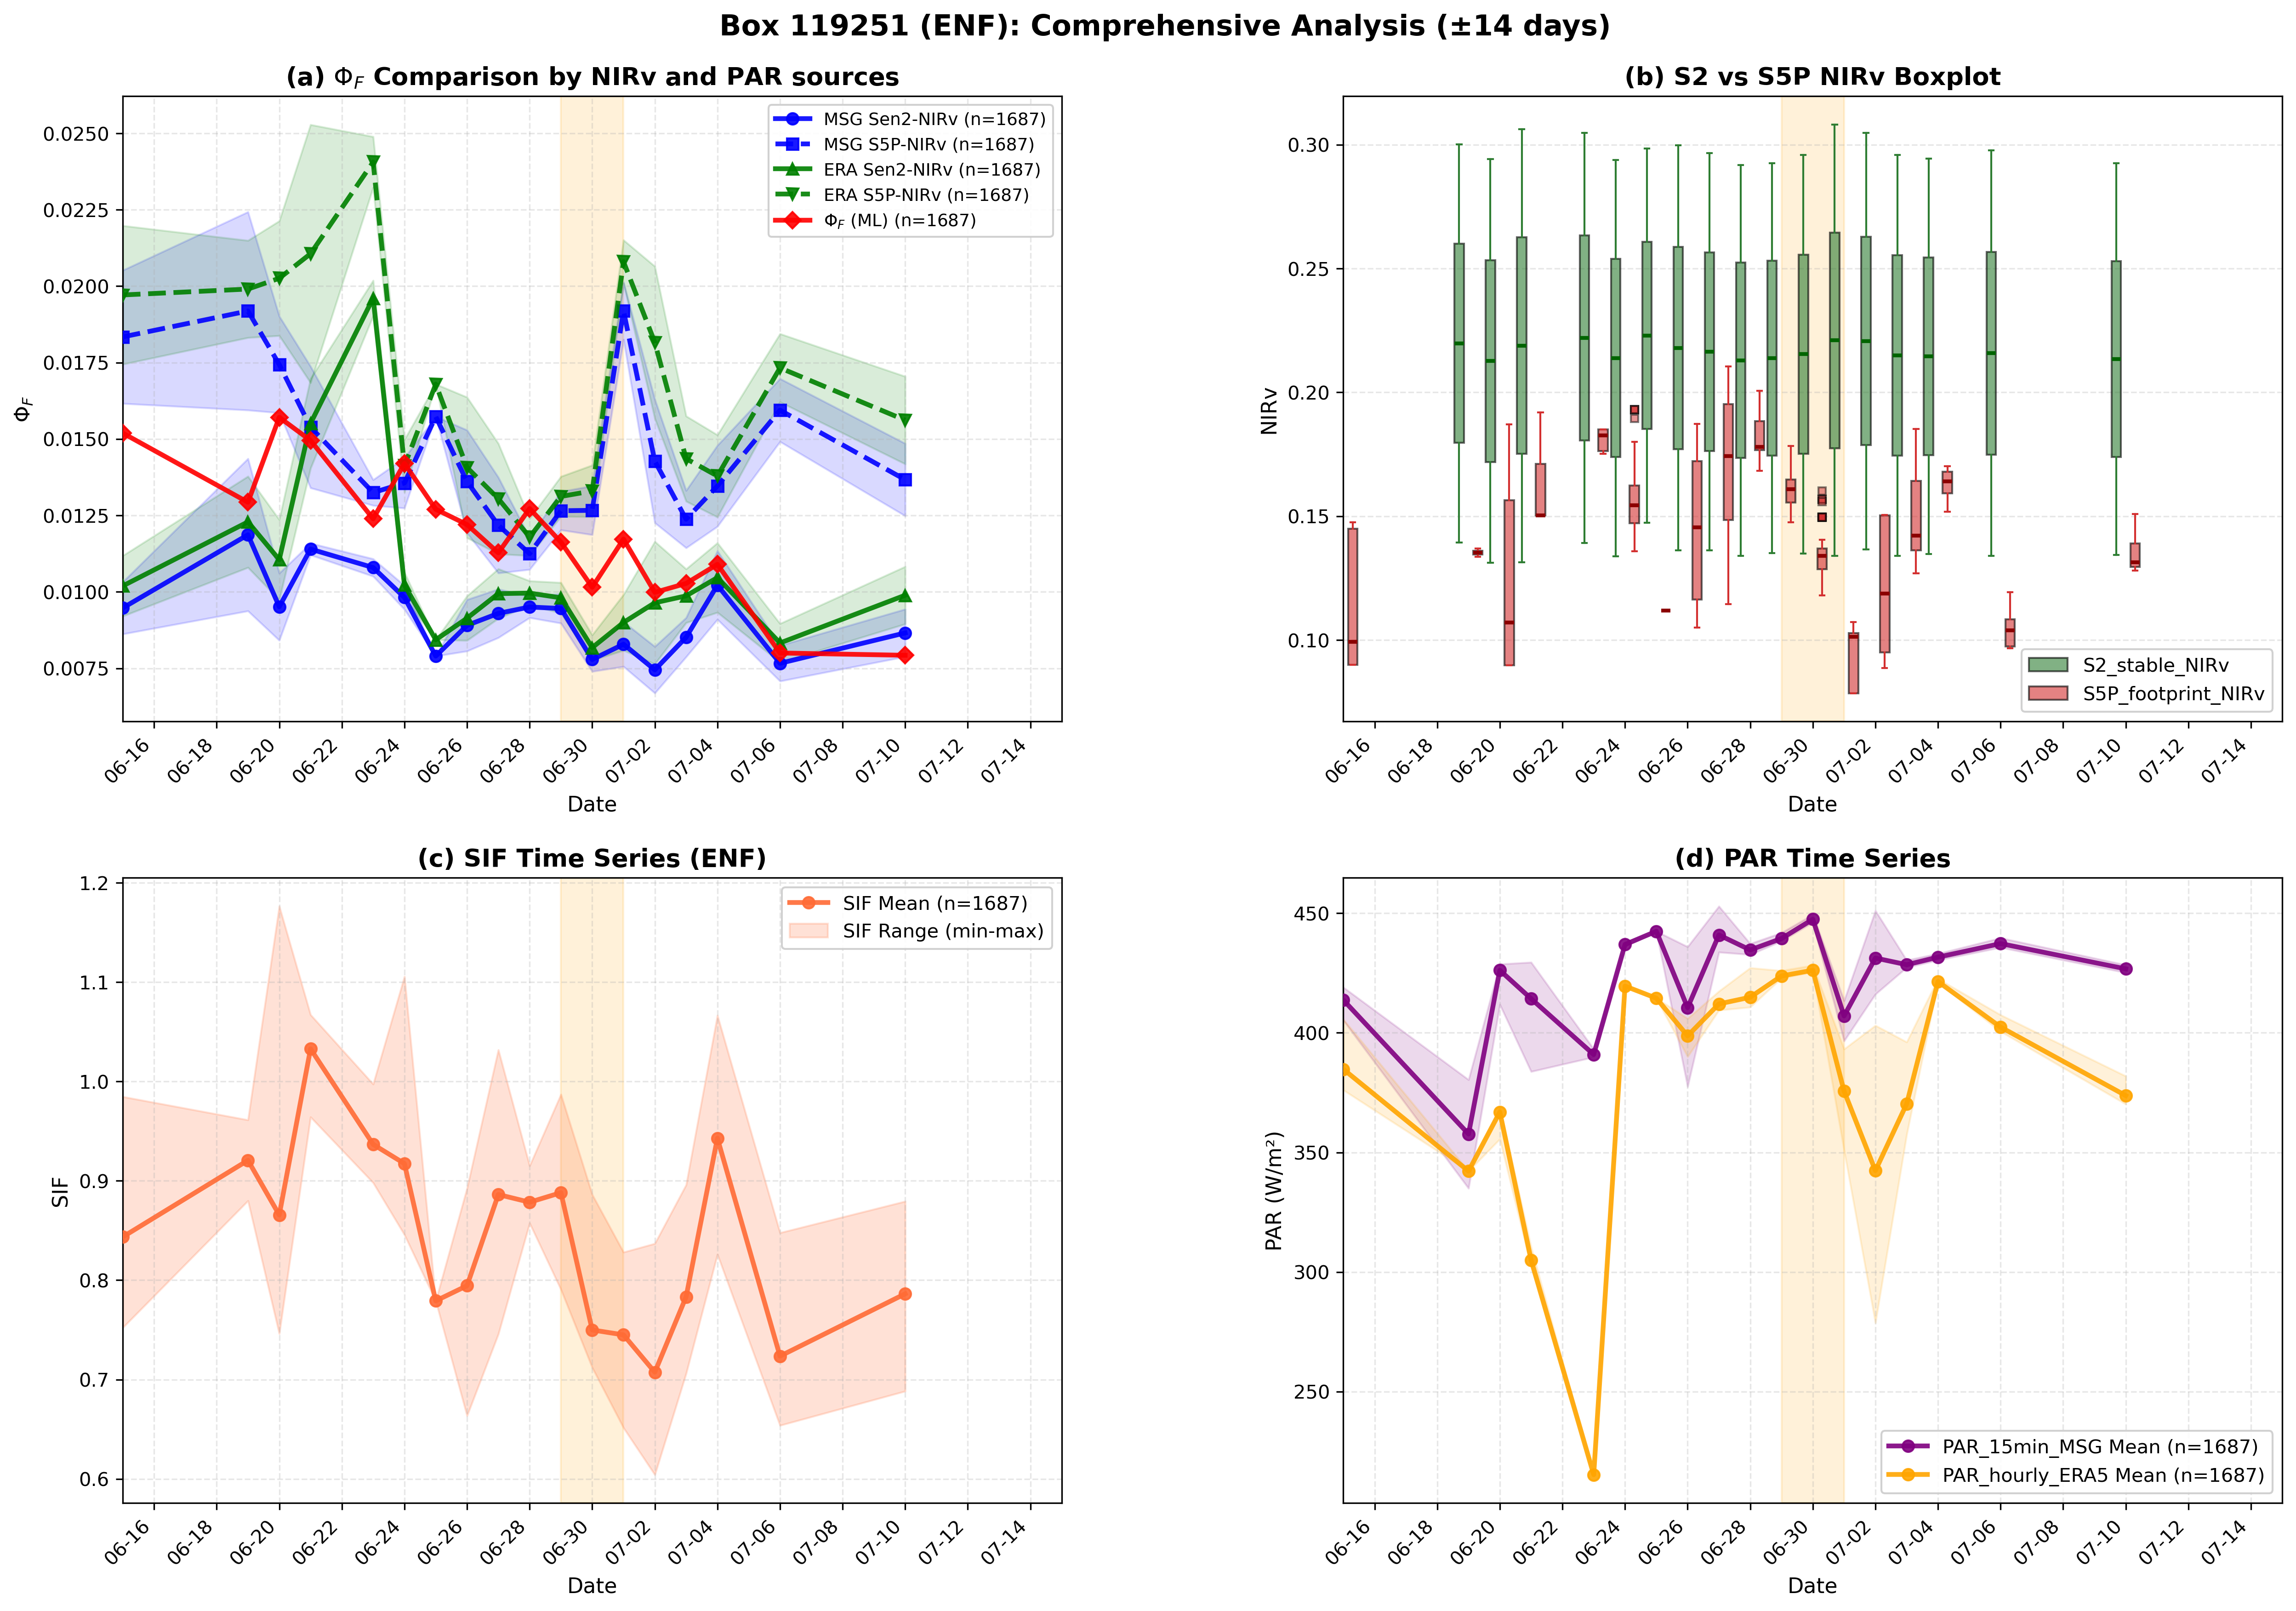 Box 119251 (ENF): Comprehensive Analysis (±14 days)
(a) Φ_F Comparison by NIRv and PAR sources
0.0250
0.0225
0.0200
0.0175
0.0150
0.0125
0.0100
0.0075
Φ_F
MSG Sen2-NIRv (n=1687)
MSG S5P-NIRv (n=1687)
ERA Sen2-NIRv (n=1687)
ERA S5P-NIRv (n=1687)
Φ_F (ML) (n=1687)
06-16 06-18 06-20 06-22 06-24 06-26 06-28 06-30 07-02 07-04 07-06 07-08 07-10 07-12 07-14
Date
(b) S2 vs S5P NIRv Boxplot
0.30
0.25
0.20
0.15
0.10
NIRv
S2_stable_NIRv
S5P_footprint_NIRv
06-16 06-18 06-20 06-22 06-24 06-26 06-28 06-30 07-02 07-04 07-06 07-08 07-10 07-12 07-14
Date
(c) SIF Time Series (ENF)
1.2
1.1
1.0
0.9
0.8
0.7
0.6
SIF
SIF Mean (n=1687)
SIF Range (min-max)
06-16 06-18 06-20 06-22 06-24 06-26 06-28 06-30 07-02 07-04 07-06 07-08 07-10 07-12 07-14
Date
(d) PAR Time Series
450
400
350
300
250
PAR (W/m²)
PAR_15min_MSG Mean (n=1687)
PAR_hourly_ERA5 Mean (n=1687)
06-16 06-18 06-20 06-22 06-24 06-26 06-28 06-30 07-02 07-04 07-06 07-08 07-10 07-12 07-14
Date